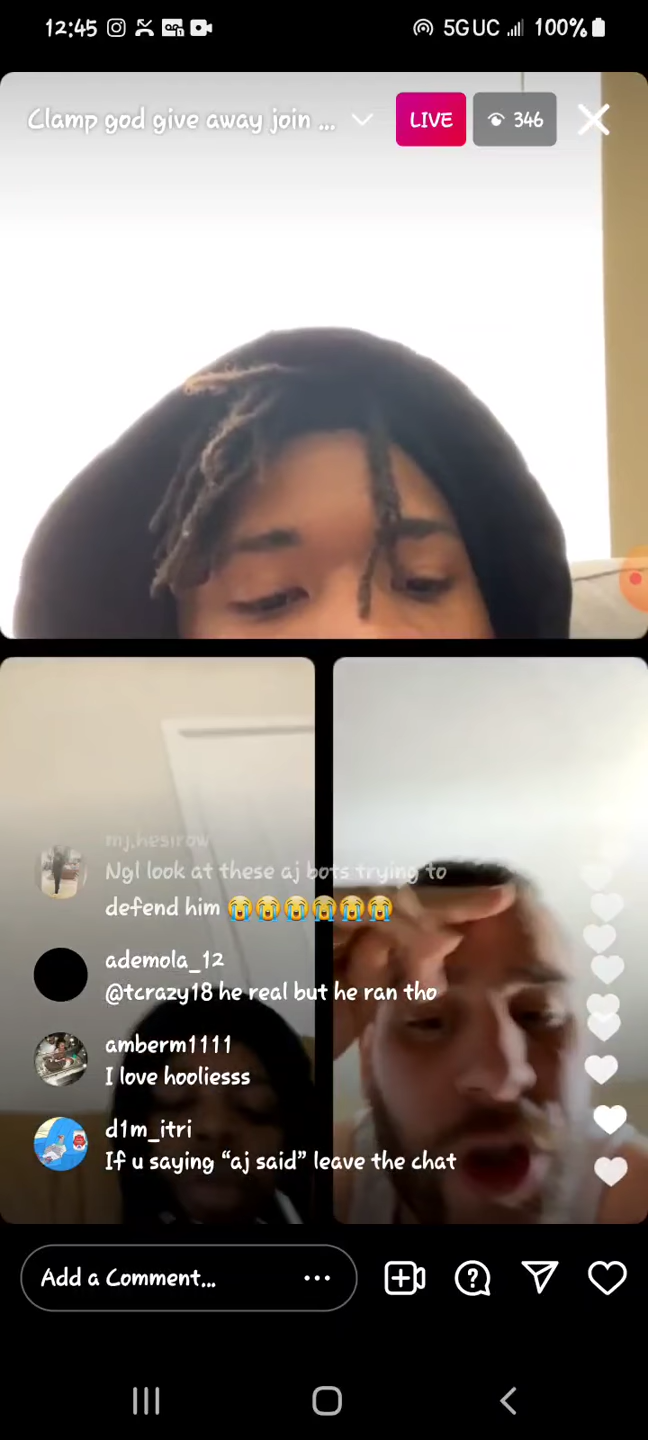 12:45 5G UC 100%
Clamp god give away join ... LIVE 346
mj.hesirow
Ngl look at these aj bots trying to
defend him 😭😭😭😭😭😭
ademola_12
@tcrazy18 he real but he ran tho
amberm1111
I love hooliesss
d1m_itri
If u saying “aj said” leave the chat
Add a Comment...